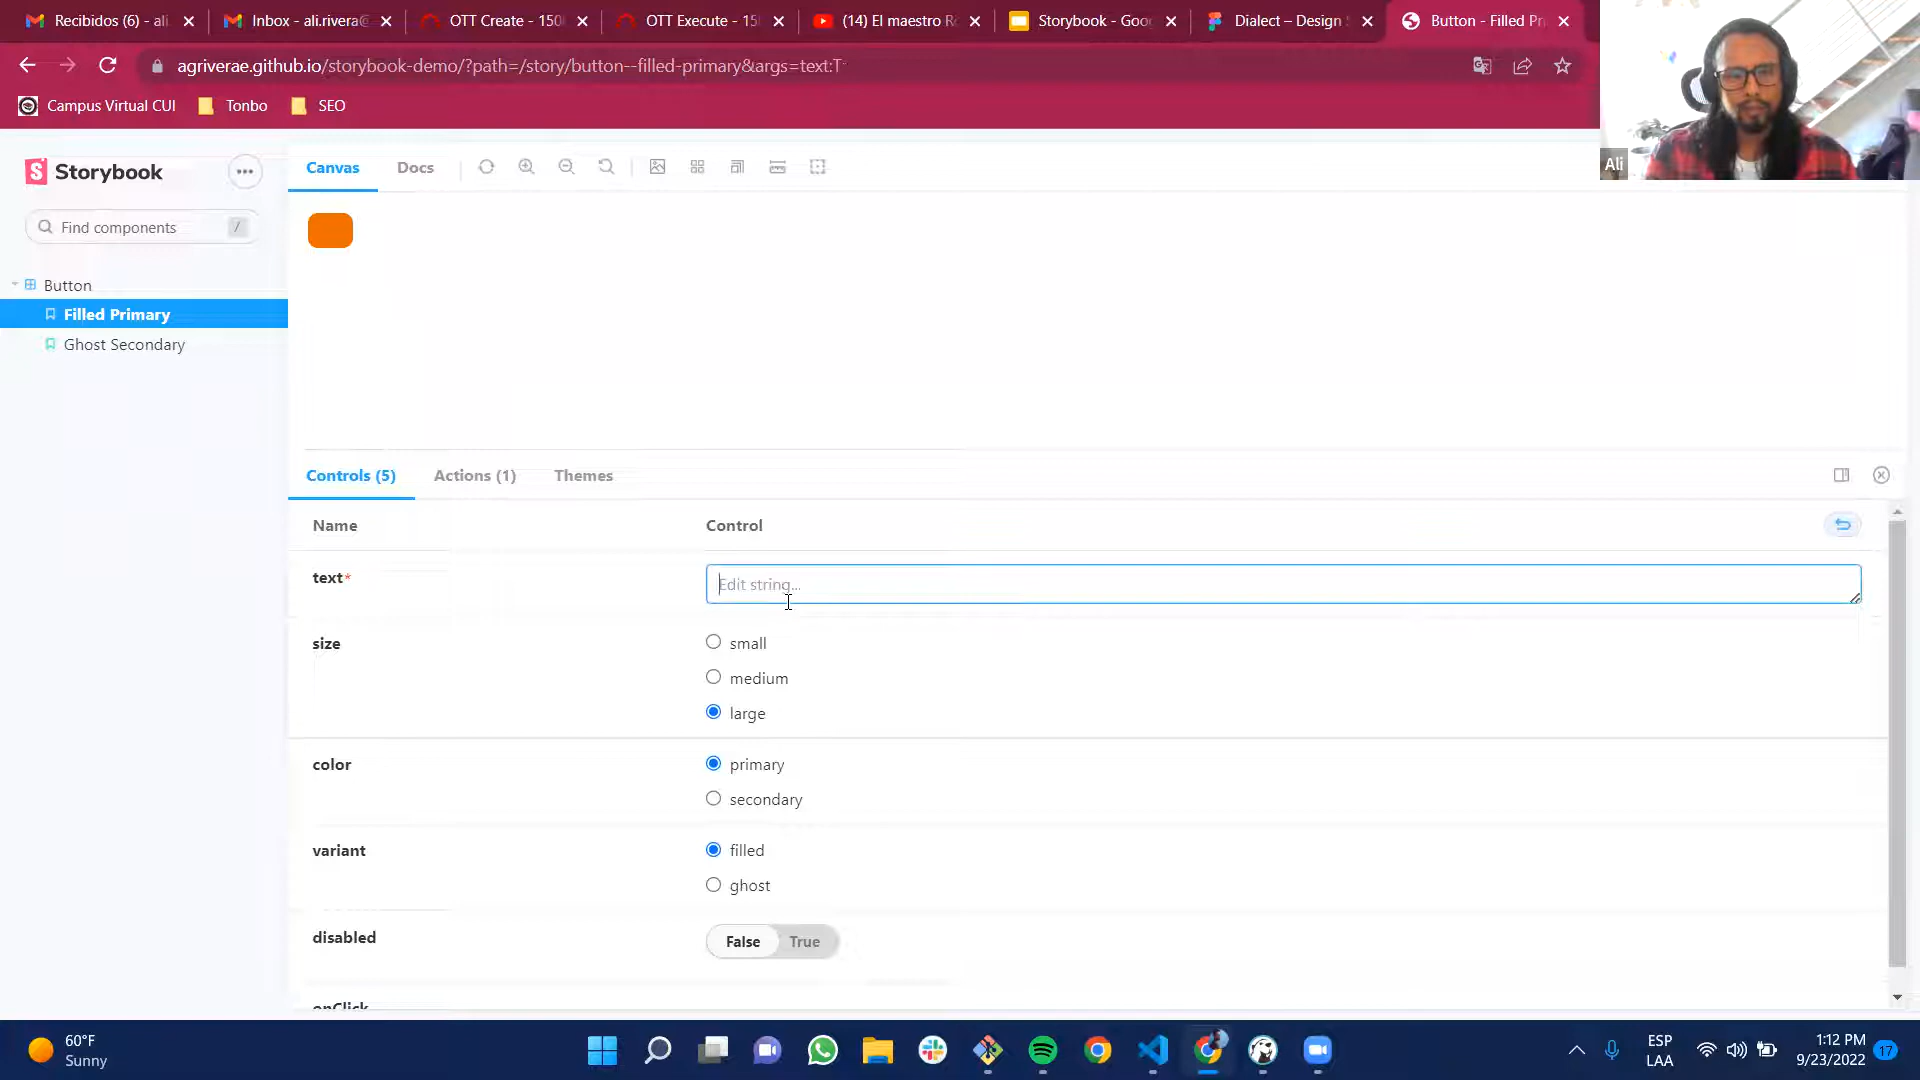 Recibidos (6) - ali
Inbox - ali.rivera@
OTT Create - 150
OTT Execute - 15
(14) El maestro R
Storybook - Goo
Dialect – Design
Button - Filled Pr
agriverae.github.io/storybook-demo/?path=/story/button--filled-primary&args=text:T
Campus Virtual CUI
Tonbo
SEO
Ali
Storybook
Canvas
Docs
Find components
/
Button
Filled Primary
Ghost Secondary
Controls (5)
Actions (1)
Themes
Name
Control
text*
Edit string...
size
small
medium
large
color
primary
secondary
variant
filled
ghost
disabled
False
True
onClick
60°F
Sunny
ESP
LAA
1:12 PM
9/23/2022
17